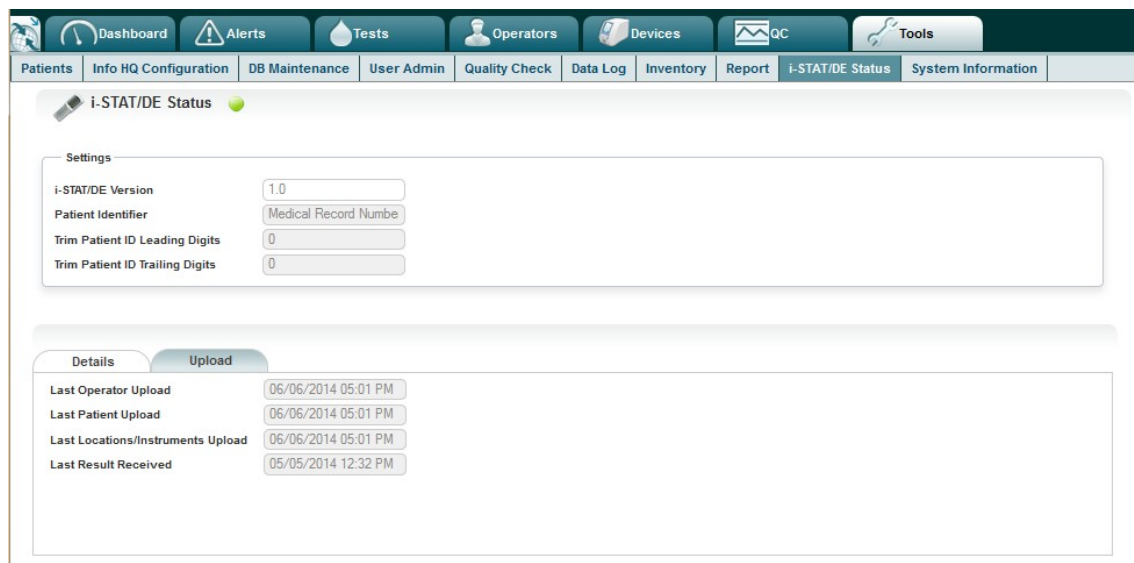 Dashboard Alerts Tests Operators Devices QC Tools
Patients Info HQ Configuration DB Maintenance User Admin Quality Check Data Log Inventory Report i-STAT/DE Status System Information
i-STAT/DE Status
Settings
i-STAT/DE Version 1.0
Patient Identifier Medical Record Numbe
Trim Patient ID Leading Digits 0
Trim Patient ID Trailing Digits 0
Details Upload
Last Operator Upload 06/06/2014 05:01 PM
Last Patient Upload 06/06/2014 05:01 PM
Last Locations/Instruments Upload 06/06/2014 05:01 PM
Last Result Received 05/05/2014 12:32 PM